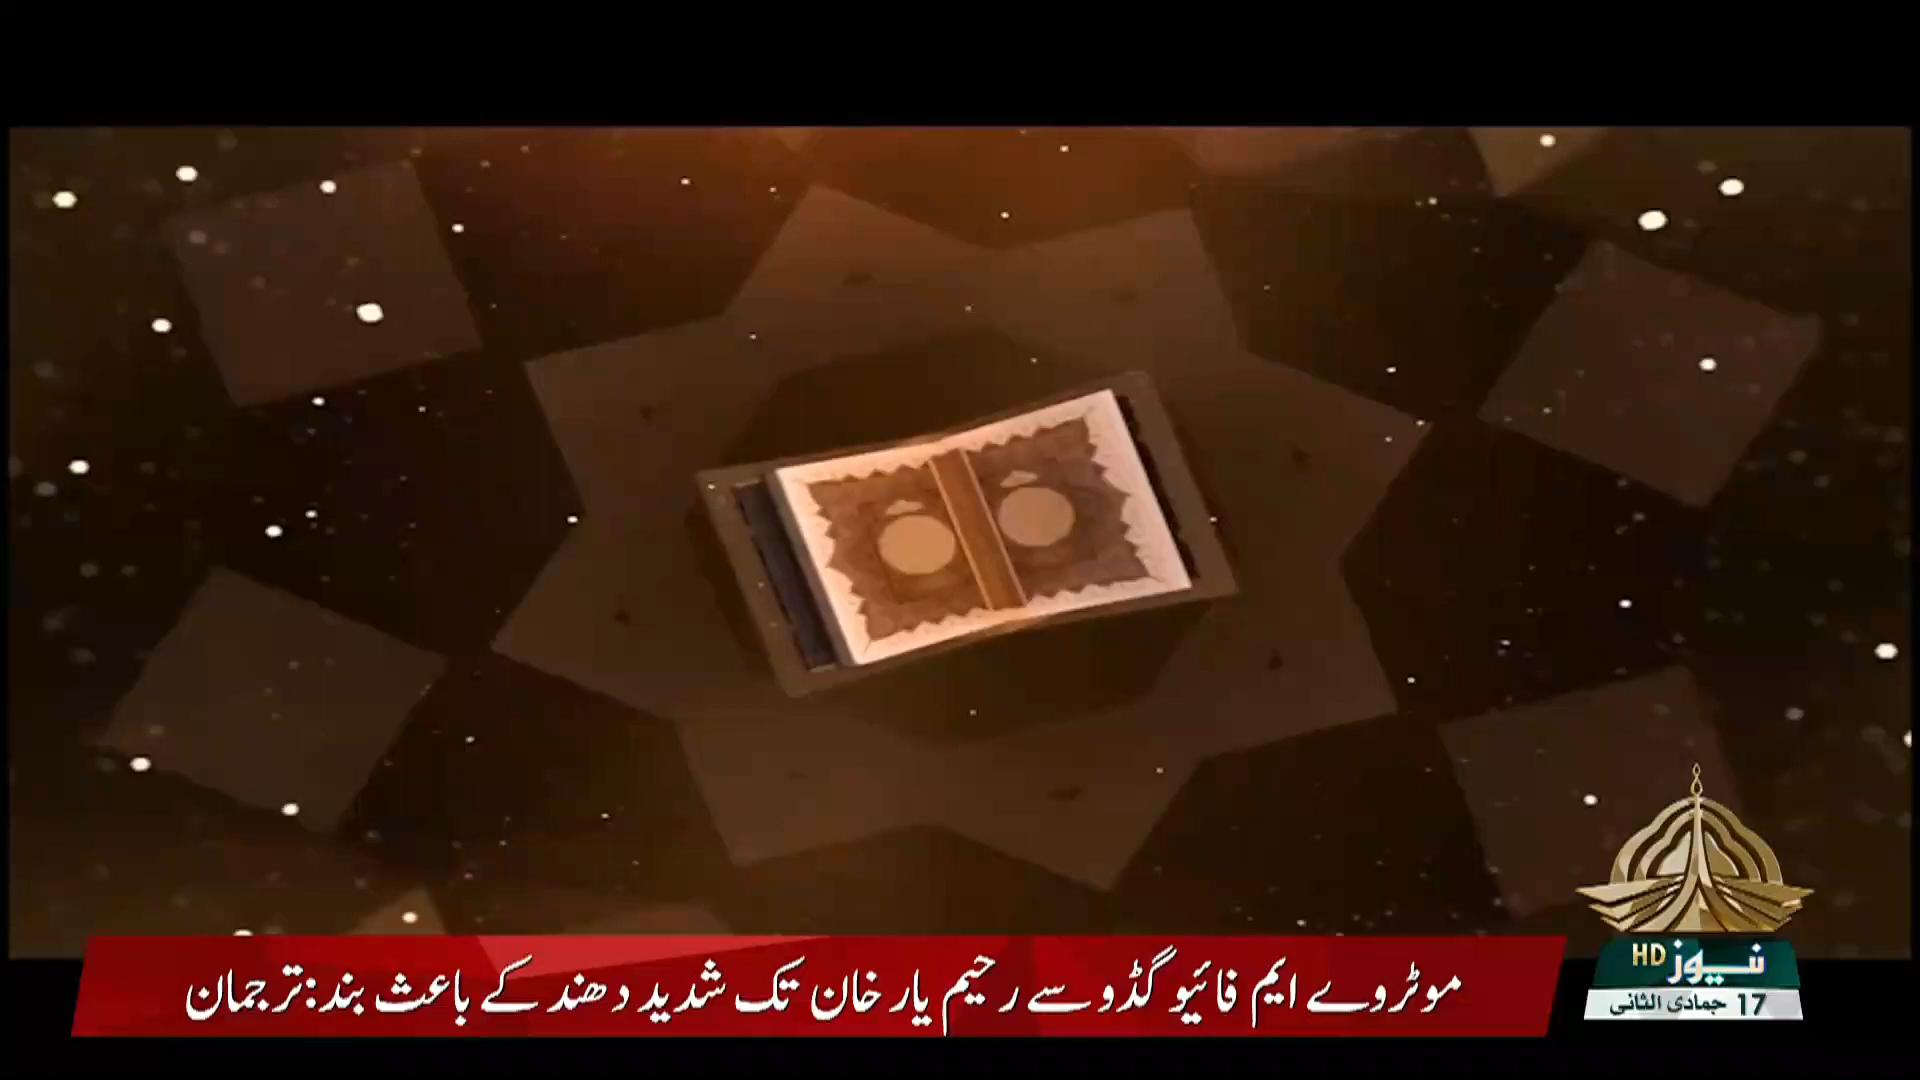 موٹروے ایم فائیو گڈو سے رحیم یار خان تک شدید دھند کے باعث بند:ترجمان
نیوز HD
17 جمادی الثانی